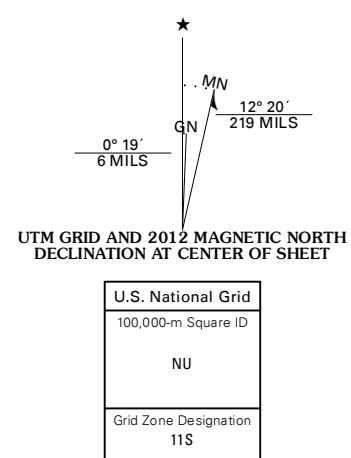 ★
MN
12° 20´
219 MILS
GN
0° 19´
6 MILS
UTM GRID AND 2012 MAGNETIC NORTH
DECLINATION AT CENTER OF SHEET
U.S. National Grid
100,000-m Square ID
NU
Grid Zone Designation
11S